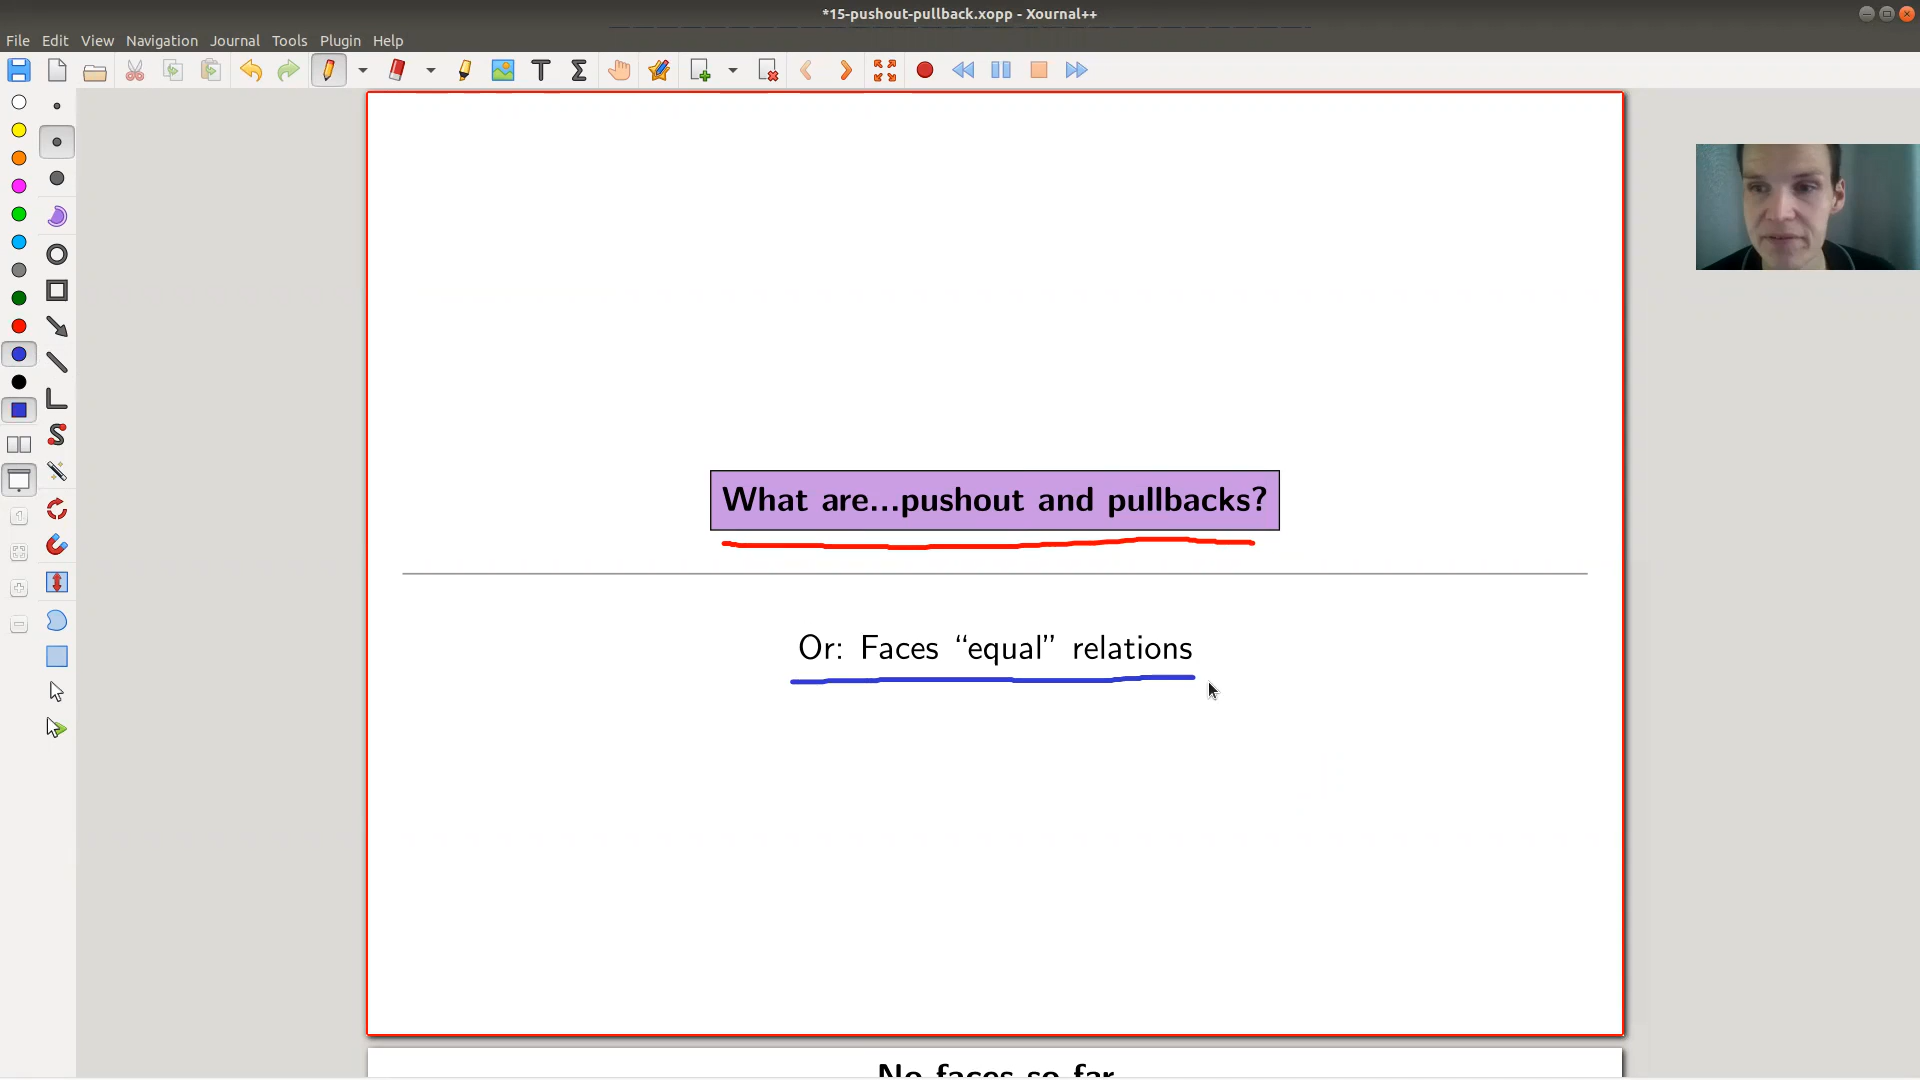 *15-pushout-pullback.xopp - Xournal++
File Edit View Navigation Journal Tools Plugin Help
What are...pushout and pullbacks?
Or: Faces “equal” relations
No faces so far